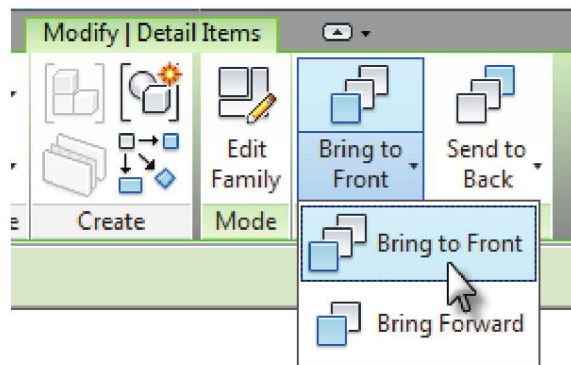 Modify | Detail Items
Edit
Family
Bring to
Front
Send to
Back
e
Create
Mode
Bring to Front
Bring Forward